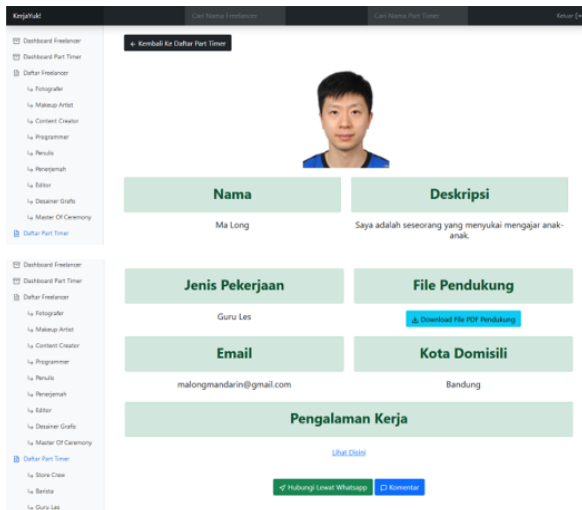 KerjaYuk!
Cari Nama Freelancer
Cari Nama Part Timer
Keluar
Dashboard Freelancer
Dashboard Part Timer
Daftar Freelancer
Fotografer
Makeup Artist
Content Creator
Programmer
Penulis
Penerjemah
Editor
Desainer Grafis
Master Of Ceremony
Daftar Part Timer
← Kembali Ke Daftar Part Timer
Nama
Deskripsi
Ma Long
Saya adalah seseorang yang menyukai mengajar anak-
anak.
Dashboard Freelancer
Dashboard Part Timer
Daftar Freelancer
Fotografer
Makeup Artist
Content Creator
Programmer
Penulis
Penerjemah
Editor
Desainer Grafis
Master Of Ceremony
Daftar Part Timer
Store Crew
Barista
Guru Les
Jenis Pekerjaan
File Pendukung
Guru Les
Download File PDF Pendukung
Email
Kota Domisili
malongmandarin@gmail.com
Bandung
Pengalaman Kerja
Lihat Disini
Hubungi Lewat Whatsapp
Komentar